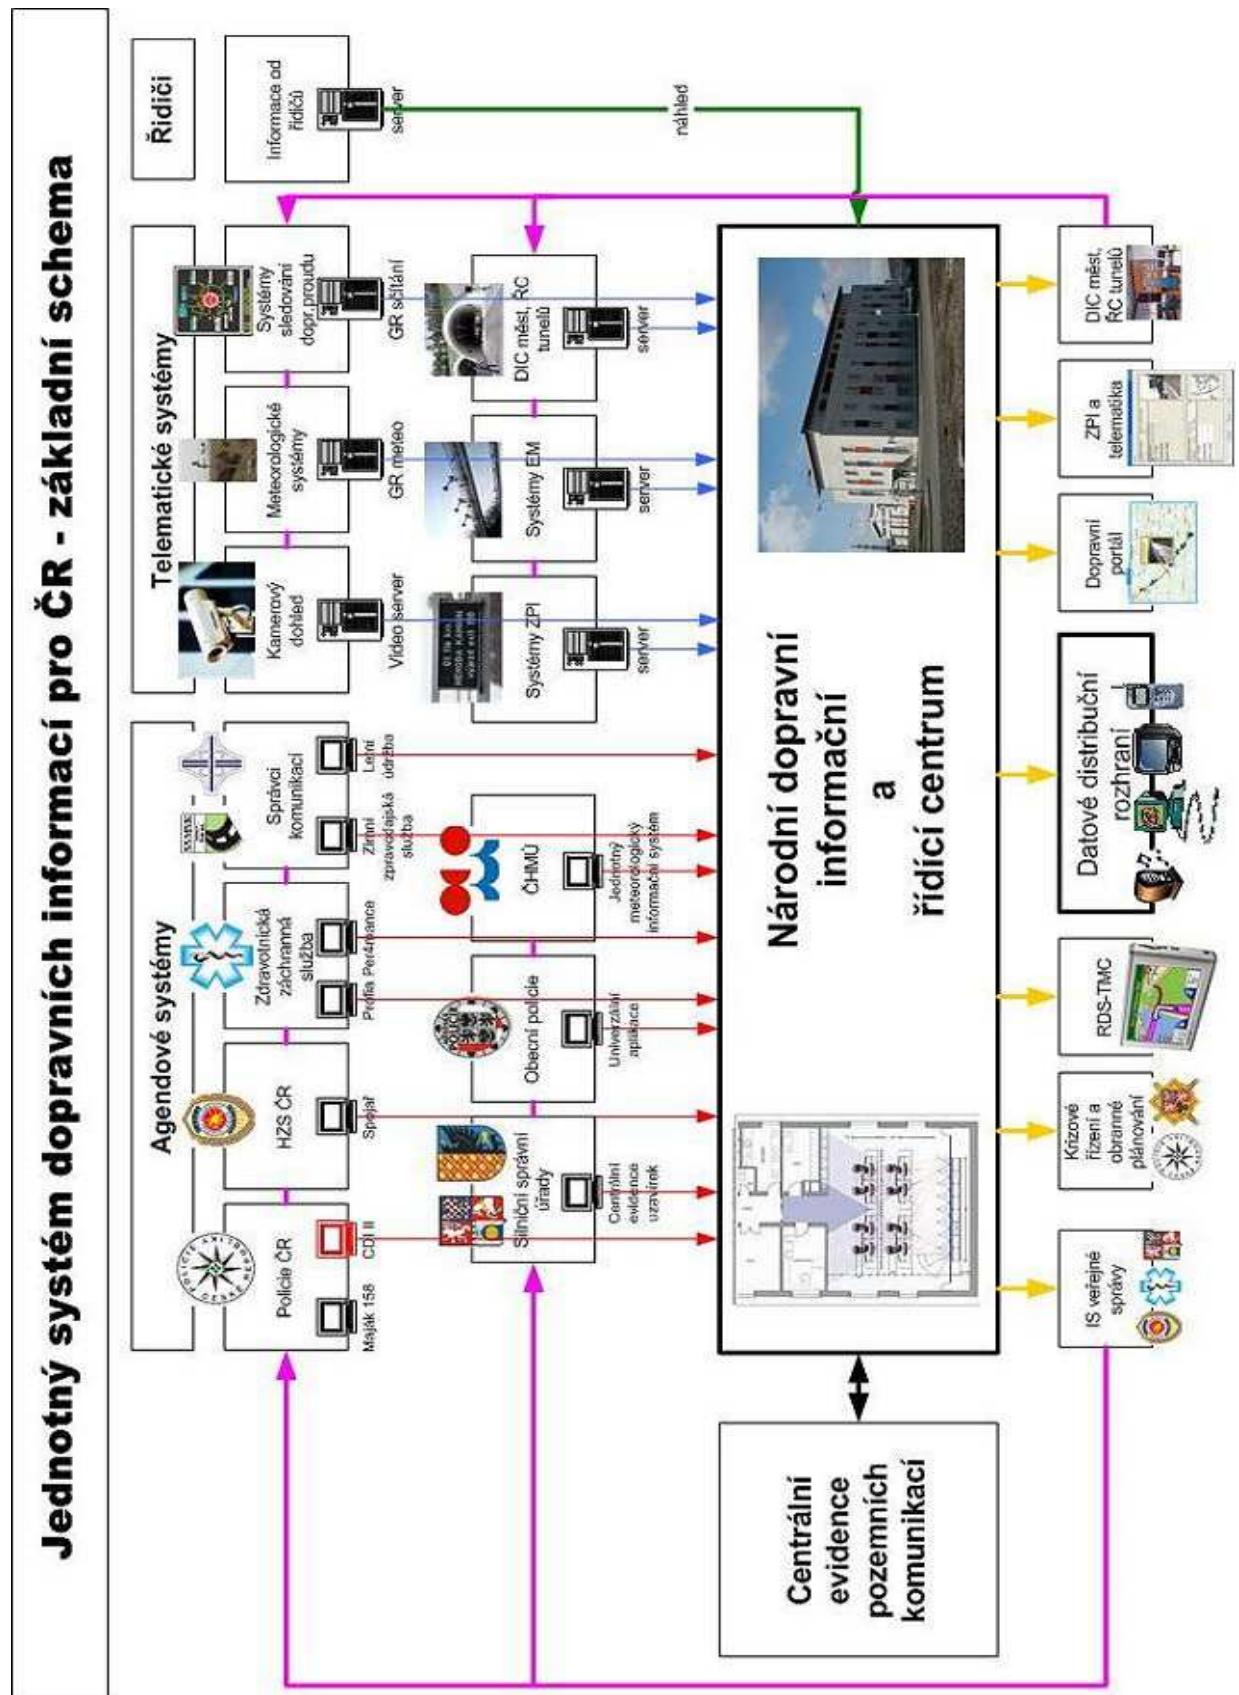 Jednotný systém dopravních informací pro ČR - základní schema
Agendové systémy
Telematické systémy
Řidiči
Policie ČR
Maják 158
CDI II
HZS ČR
Spojař
Zdravotnická
záchranná
služba
Profia
Per4mance
Správci
komunikací
Zimní
zpravodajská
služba
Letní
údržba
Kamerový
dohled
Video server
Meteorologické
systémy
GR meteo
Systémy
sledování
dopr.proudu
GR sčítání
Informace od
řidičů
server
náhled
Silniční správní
úřady
Centrální
evidence
uzavírek
Obecní policie
Univerzální
aplikace
ČHMÚ
Jednotný
meteorologický
informační systém
Systémy ZPI
server
Systémy EM
server
DIC měst, ŘC
tunelů
server
Centrální
evidence
pozemních
komunikací
Národní dopravní
informační
a
řídící centrum
IS veřejné
správy
Krizové
řízení a
obranné
plánování
RDS-TMC
Datové distribuční
rozhraní
Dopravní
portál
ZPI a
telematika
DIC měst,
ŘC tunelů